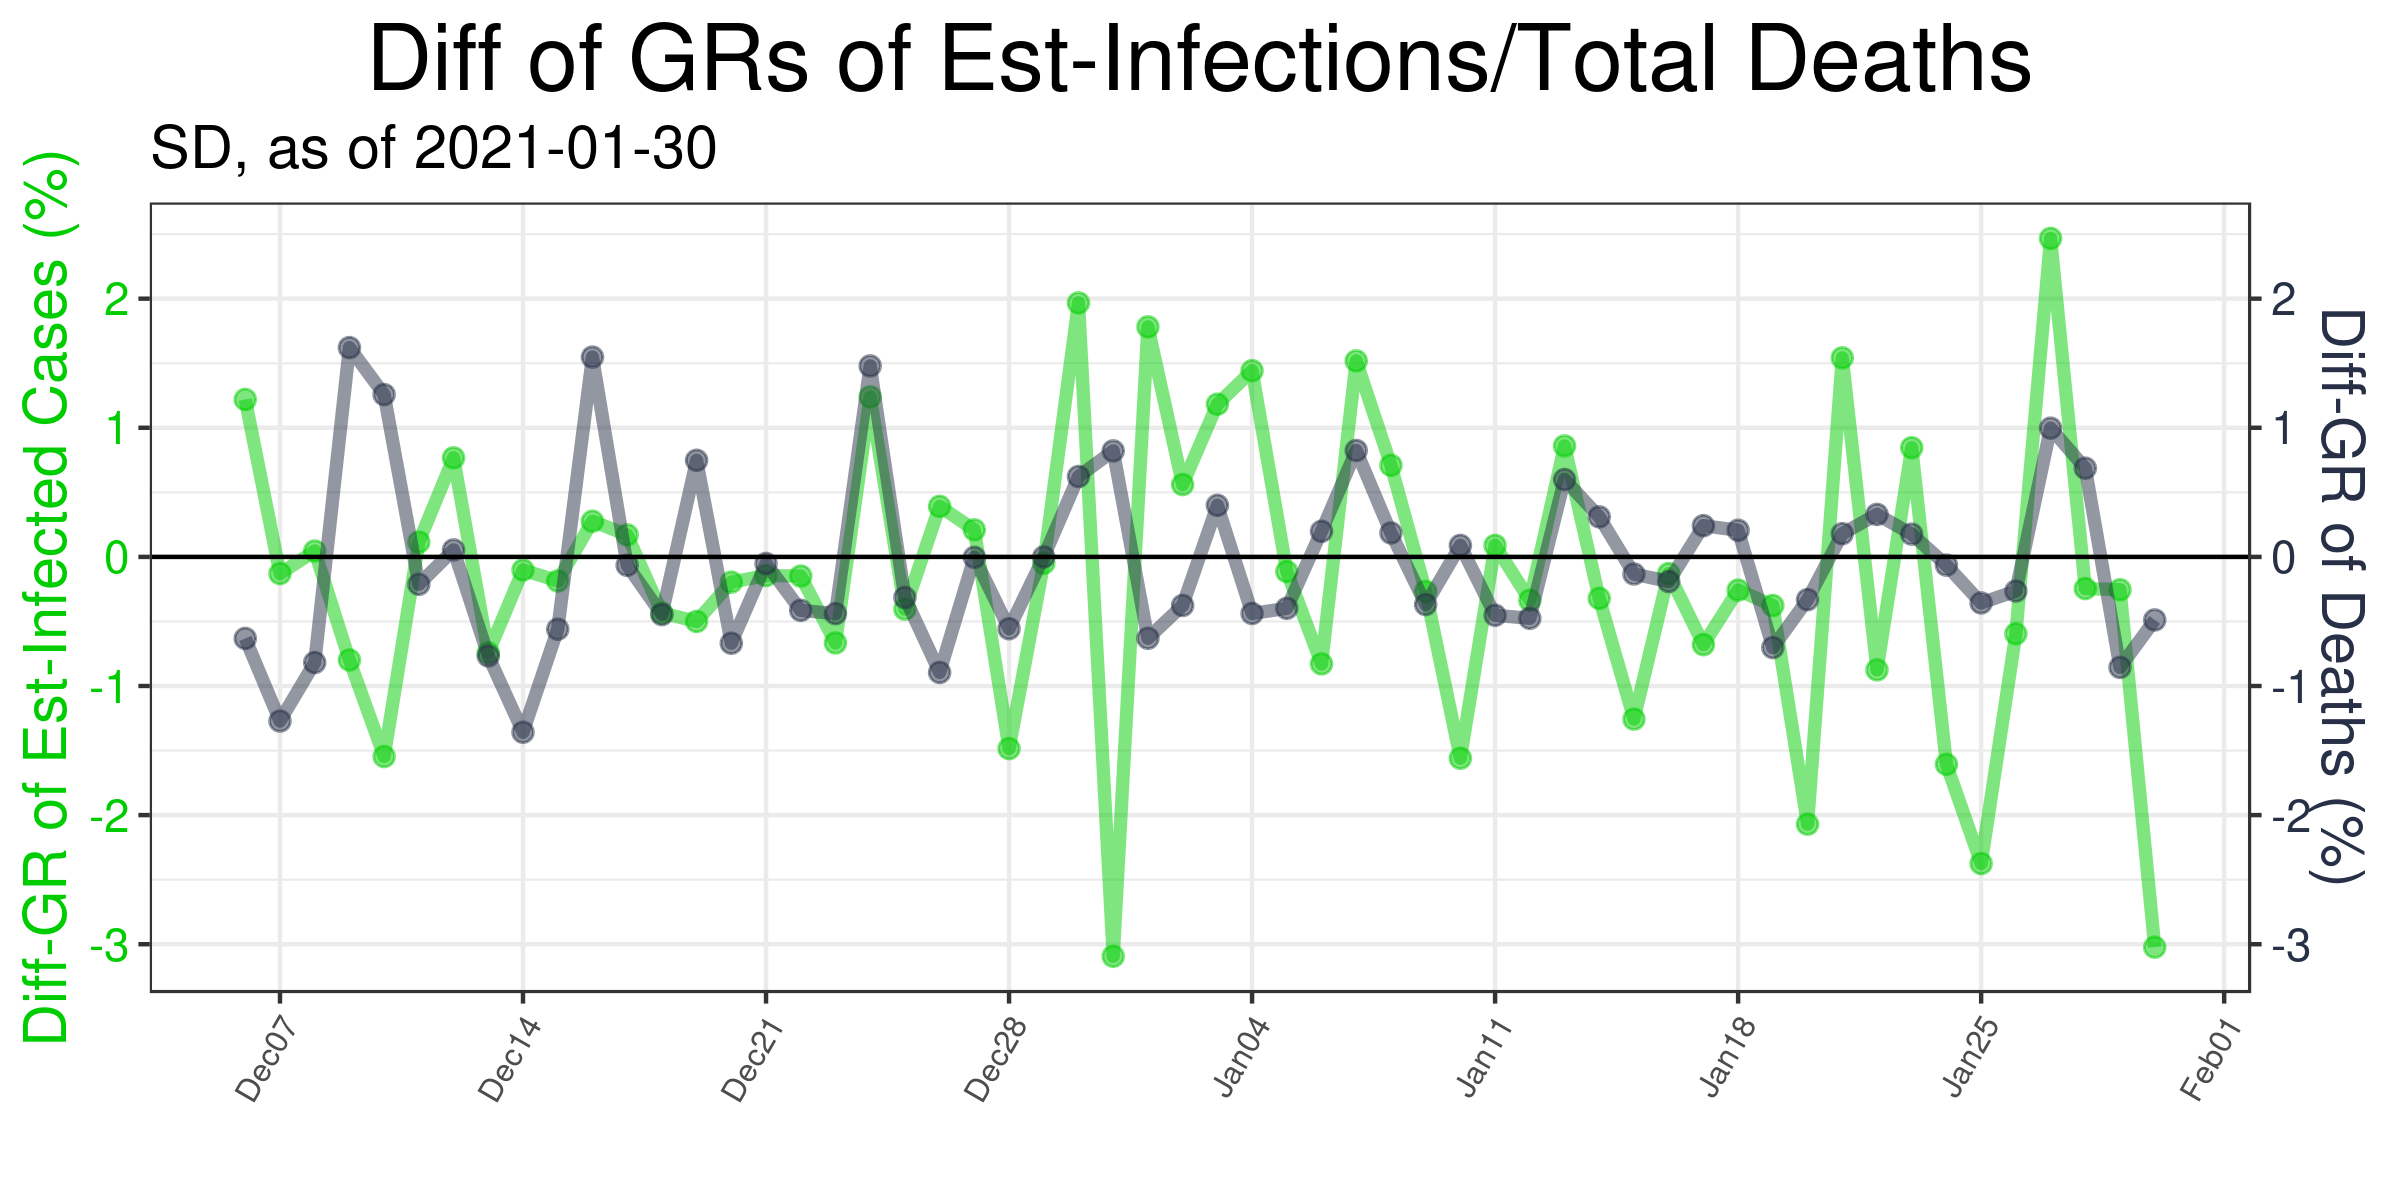 Diff of GRs of Est-Infections/Total Deaths
SD, as of 2021-01-30
Diff-GR of Est-Infected Cases (%)
2
1
0
-1
-2
-3
2
1
0
-1
-2
-3
Diff-GR of Deaths (%)
Dec07
Dec14
Dec21
Dec28
Jan04
Jan11
Jan18
Jan25
Feb01